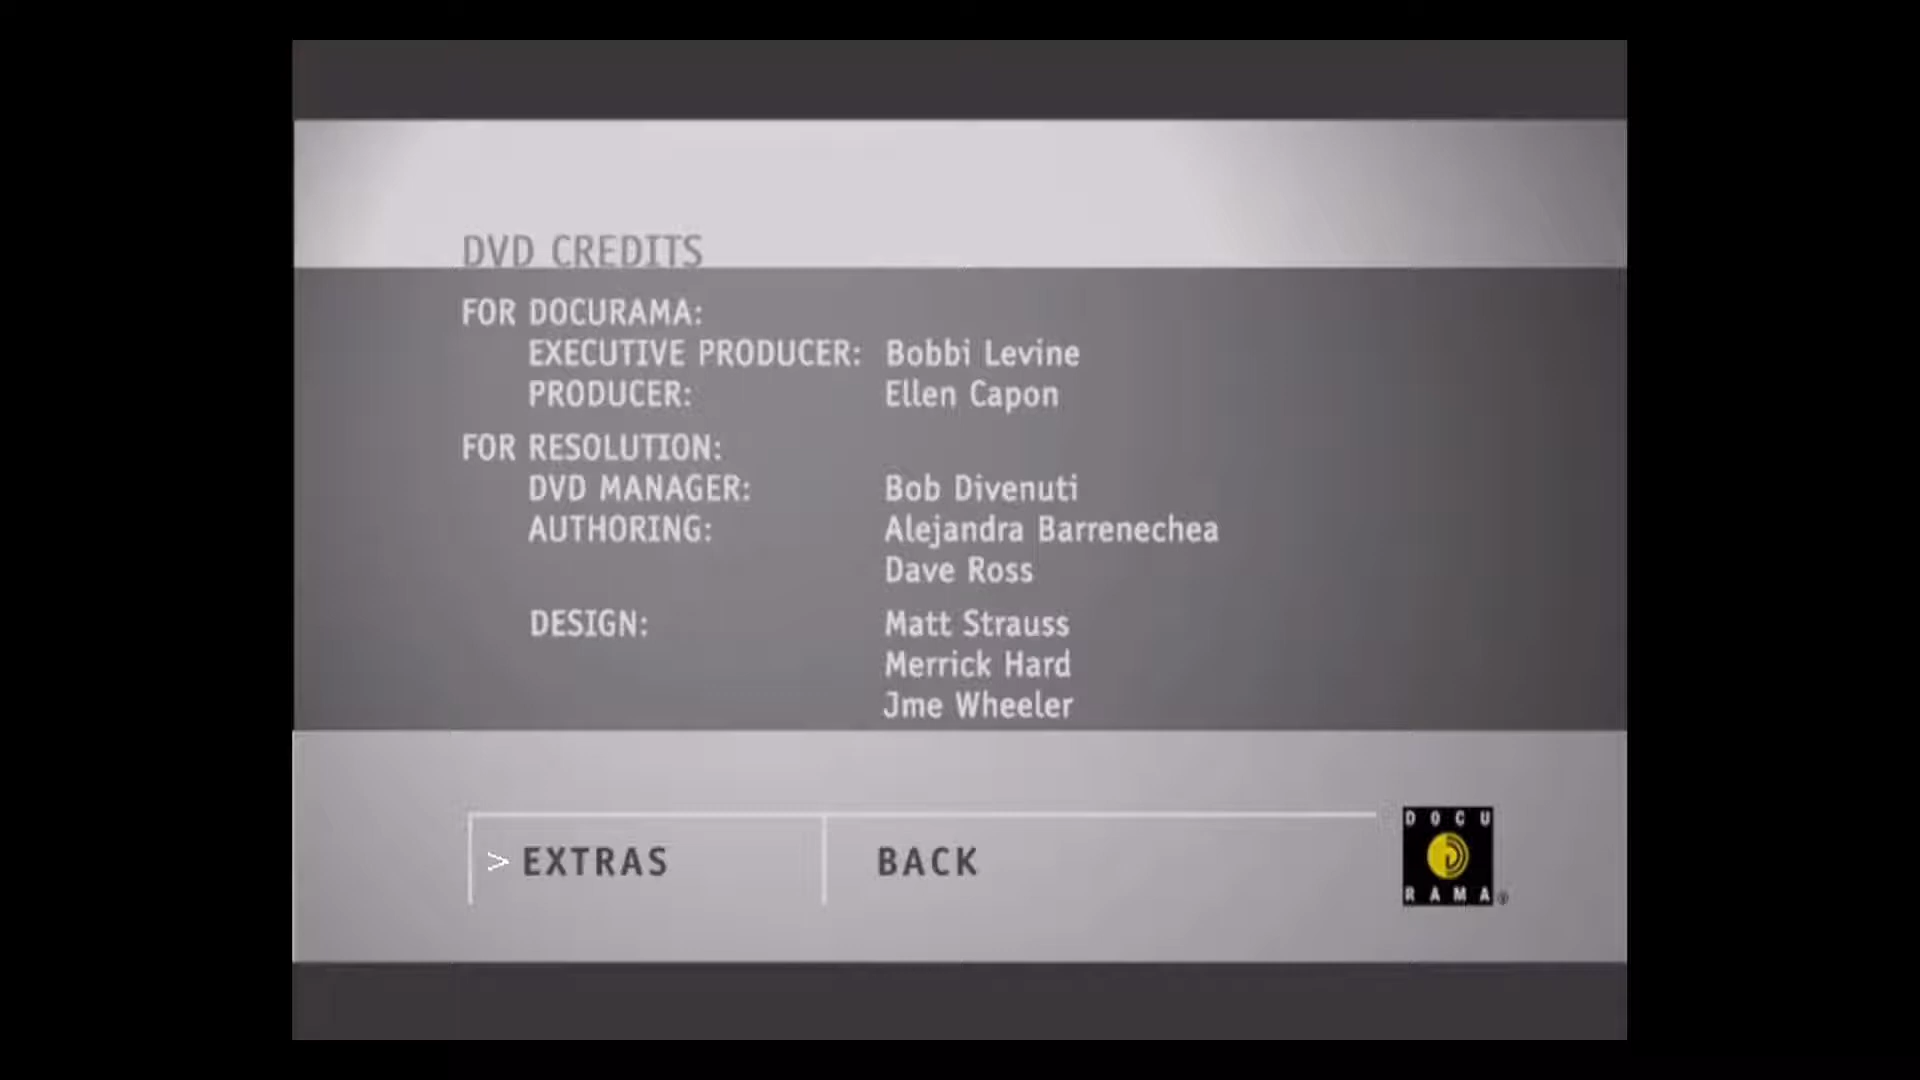 DVD CREDITS
FOR DOCURAMA:
EXECUTIVE PRODUCER: Bobbi Levine
PRODUCER: Ellen Capon
FOR RESOLUTION:
DVD MANAGER: Bob Divenuti
AUTHORING: Alejandra Barrenechea
Dave Ross
DESIGN: Matt Strauss
Merrick Hard
Jme Wheeler
> EXTRAS BACK
DOCU
RAMA®